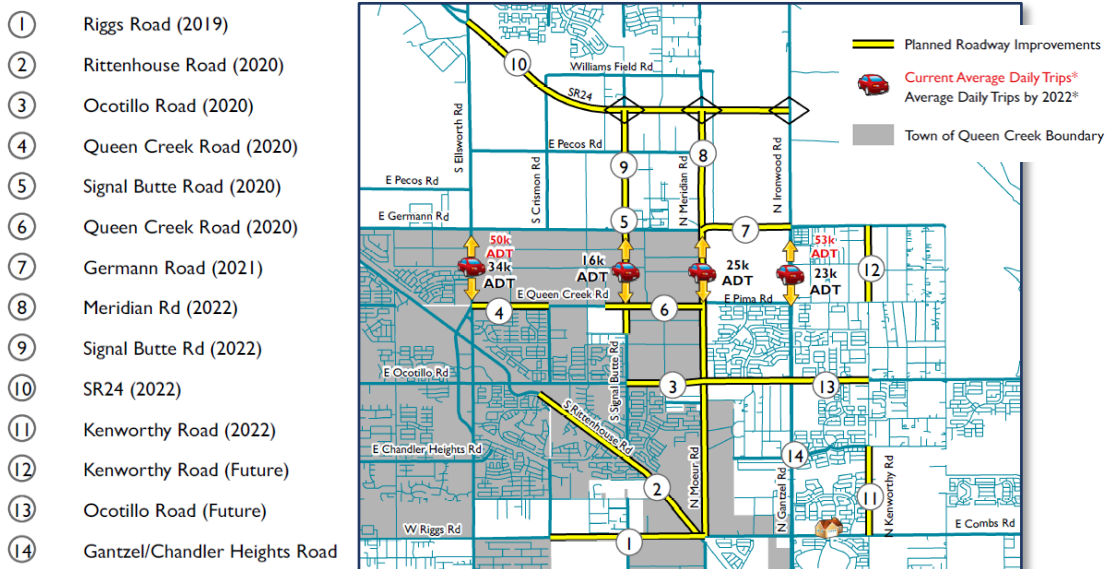 1 Riggs Road (2019)
2 Rittenhouse Road (2020)
3 Ocotillo Road (2020)
4 Queen Creek Road (2020)
5 Signal Butte Road (2020)
6 Queen Creek Road (2020)
7 Germann Road (2021)
8 Meridian Rd (2022)
9 Signal Butte Rd (2022)
10 SR24 (2022)
11 Kenworthy Road (2022)
12 Kenworthy Road (Future)
13 Ocotillo Road (Future)
14 Gantzel/Chandler Heights Road
Planned Roadway Improvements
Current Average Daily Trips*
Average Daily Trips by 2022*
Town of Queen Creek Boundary
10
Williams Field Rd
SR24
S Ellsworth Rd
E Pecos Rd
9
8
N Meridian Rd
N Ironwood Rd
E Pecos Rd
S Crismon Rd
E Germann Rd
5
7
50k
ADT
34k
ADT
16k
ADT
25k
ADT
53k
ADT
23k
ADT
12
E Queen Creek Rd
E Pima Rd
4
6
S Signal Butte Rd
E Ocotillo Rd
3
13
S Rittenhouse Rd
E Chandler Heights Rd
14
2
N Moeur Rd
N Gantzel Rd
11
N Kenworthy Rd
W Riggs Rd
E Combs Rd
1